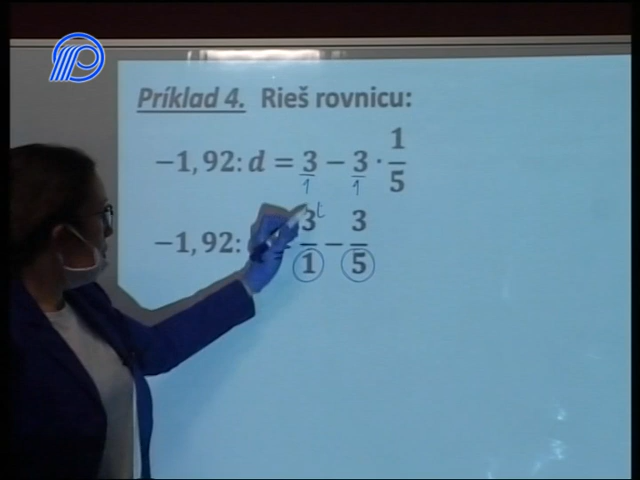 Príklad 4. Rieš rovnicu:
−1,92: d = 3/1 − 3/1 · 1/5
−1,92: 3/1 − 3/5